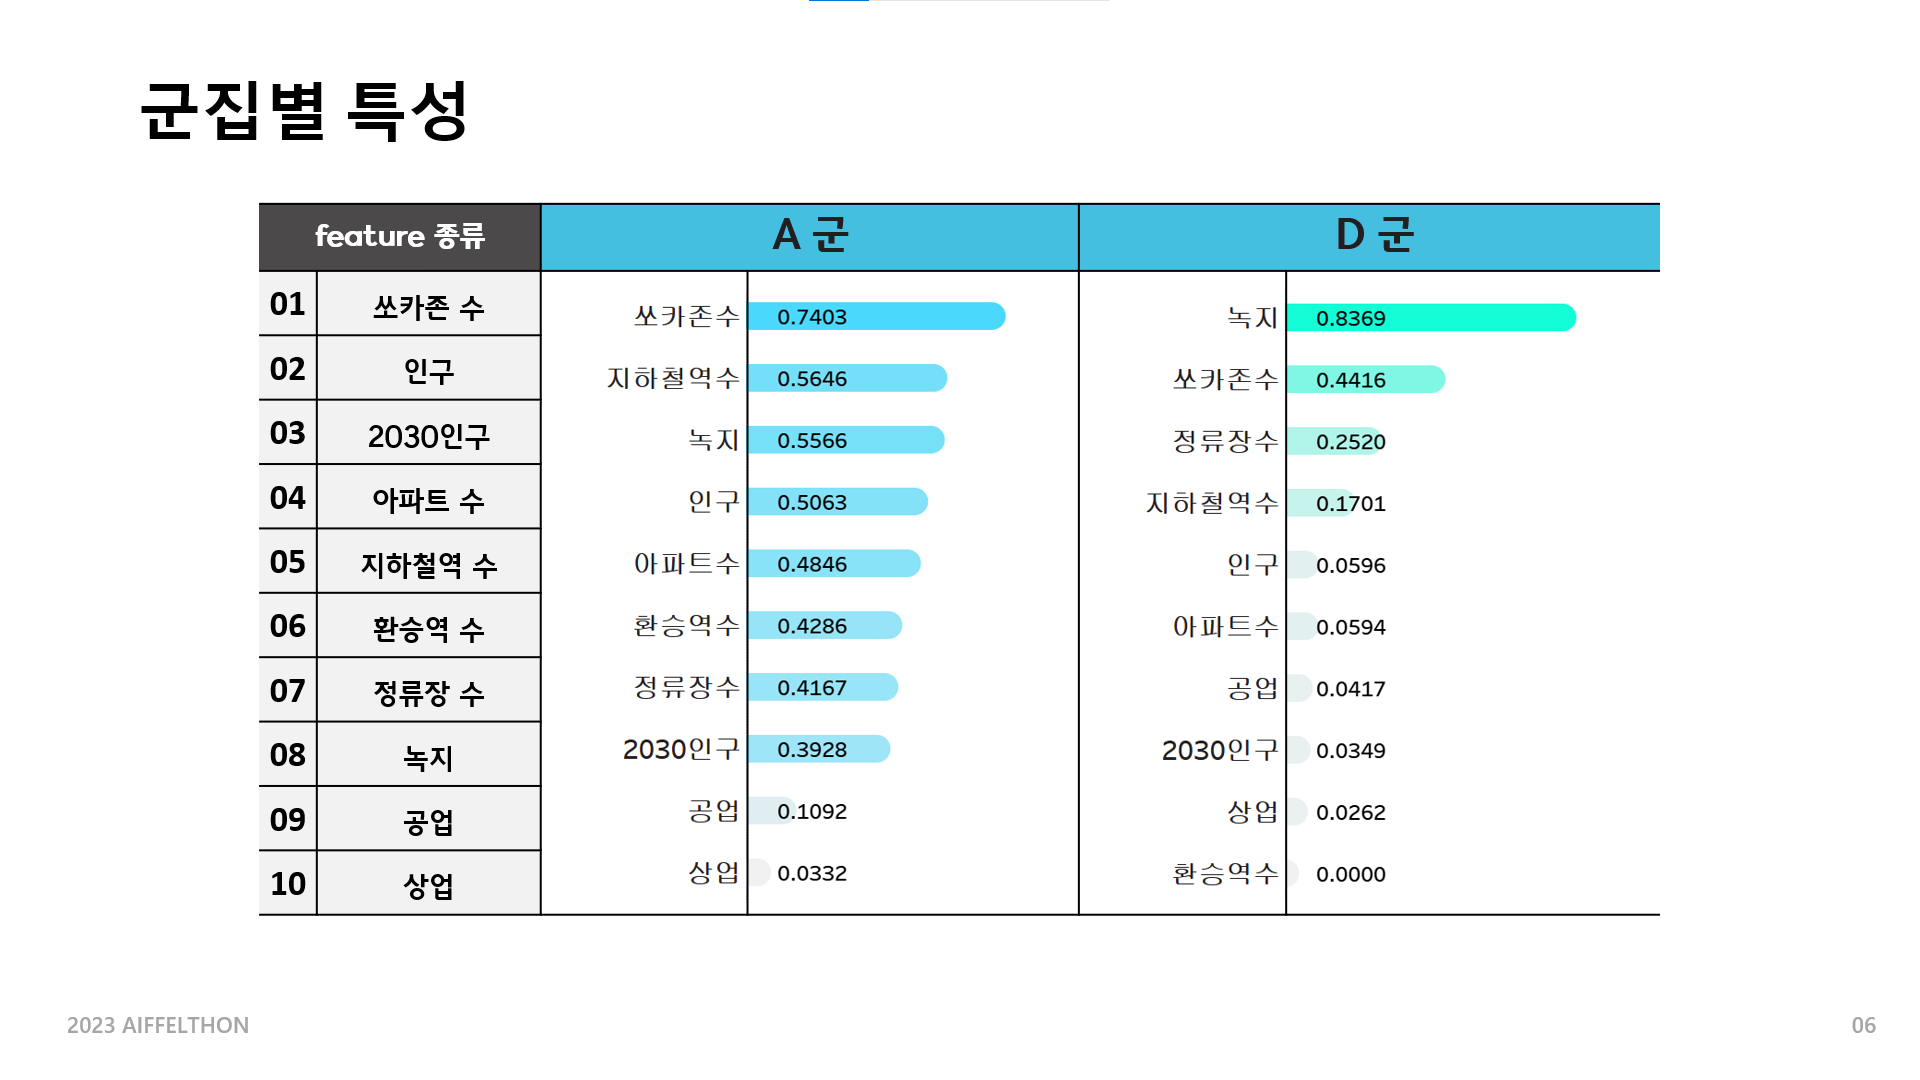 군집별 특성
feature 종류
A 군
D 군
01 쏘카존 수
02 인구
03 2030인구
04 아파트 수
05 지하철역 수
06 환승역 수
07 정류장 수
08 녹지
09 공업
10 상업
쏘카존수 0.7403
지하철역수 0.5646
녹지 0.5566
인구 0.5063
아파트수 0.4846
환승역수 0.4286
정류장수 0.4167
2030인구 0.3928
공업 0.1092
상업 0.0332
녹지 0.8369
쏘카존수 0.4416
정류장수 0.2520
지하철역수 0.1701
인구 0.0596
아파트수 0.0594
공업 0.0417
2030인구 0.0349
상업 0.0262
환승역수 0.0000
2023 AIFFELTHON
06